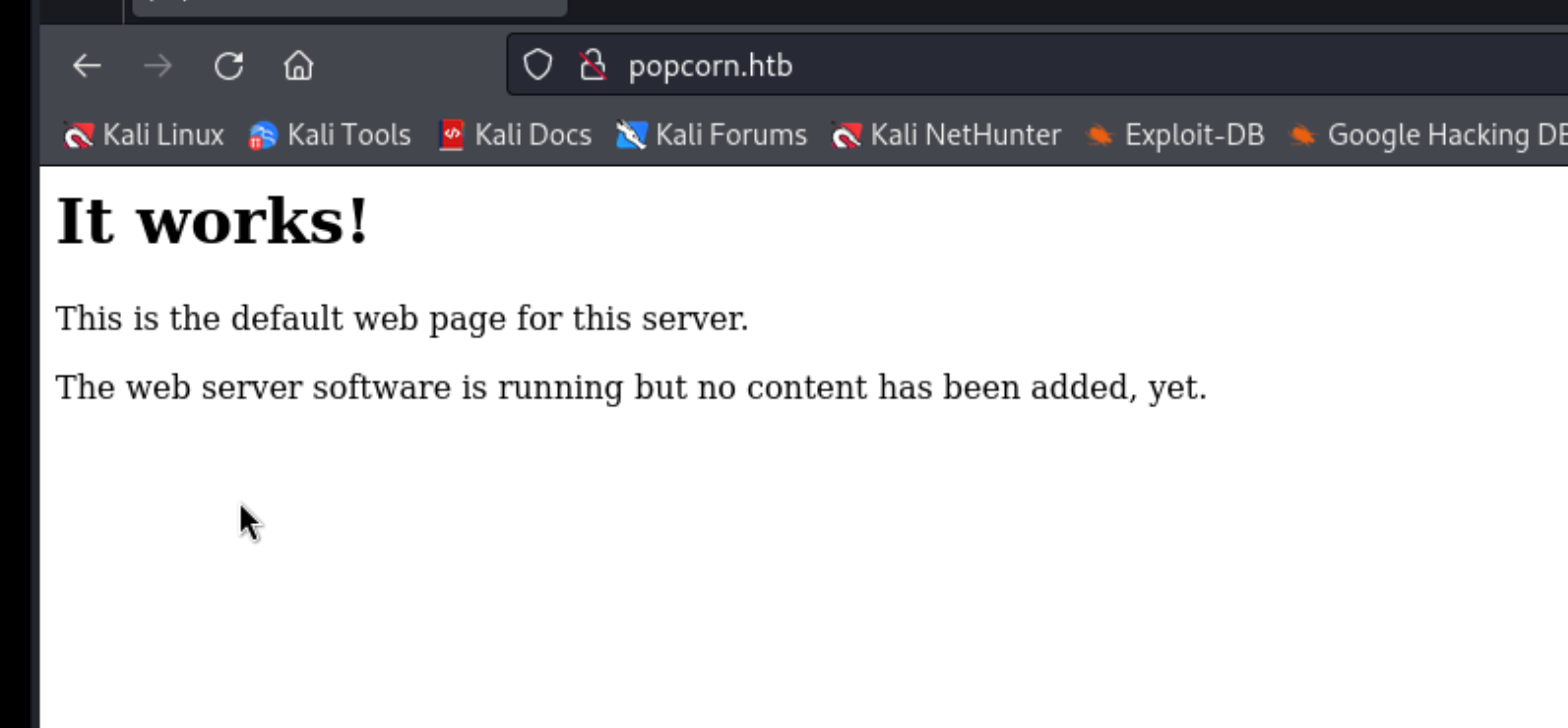 popcorn.htb
Kali Linux Kali Tools Kali Docs Kali Forums Kali NetHunter Exploit-DB Google Hacking DB
It works!
This is the default web page for this server.
The web server software is running but no content has been added, yet.